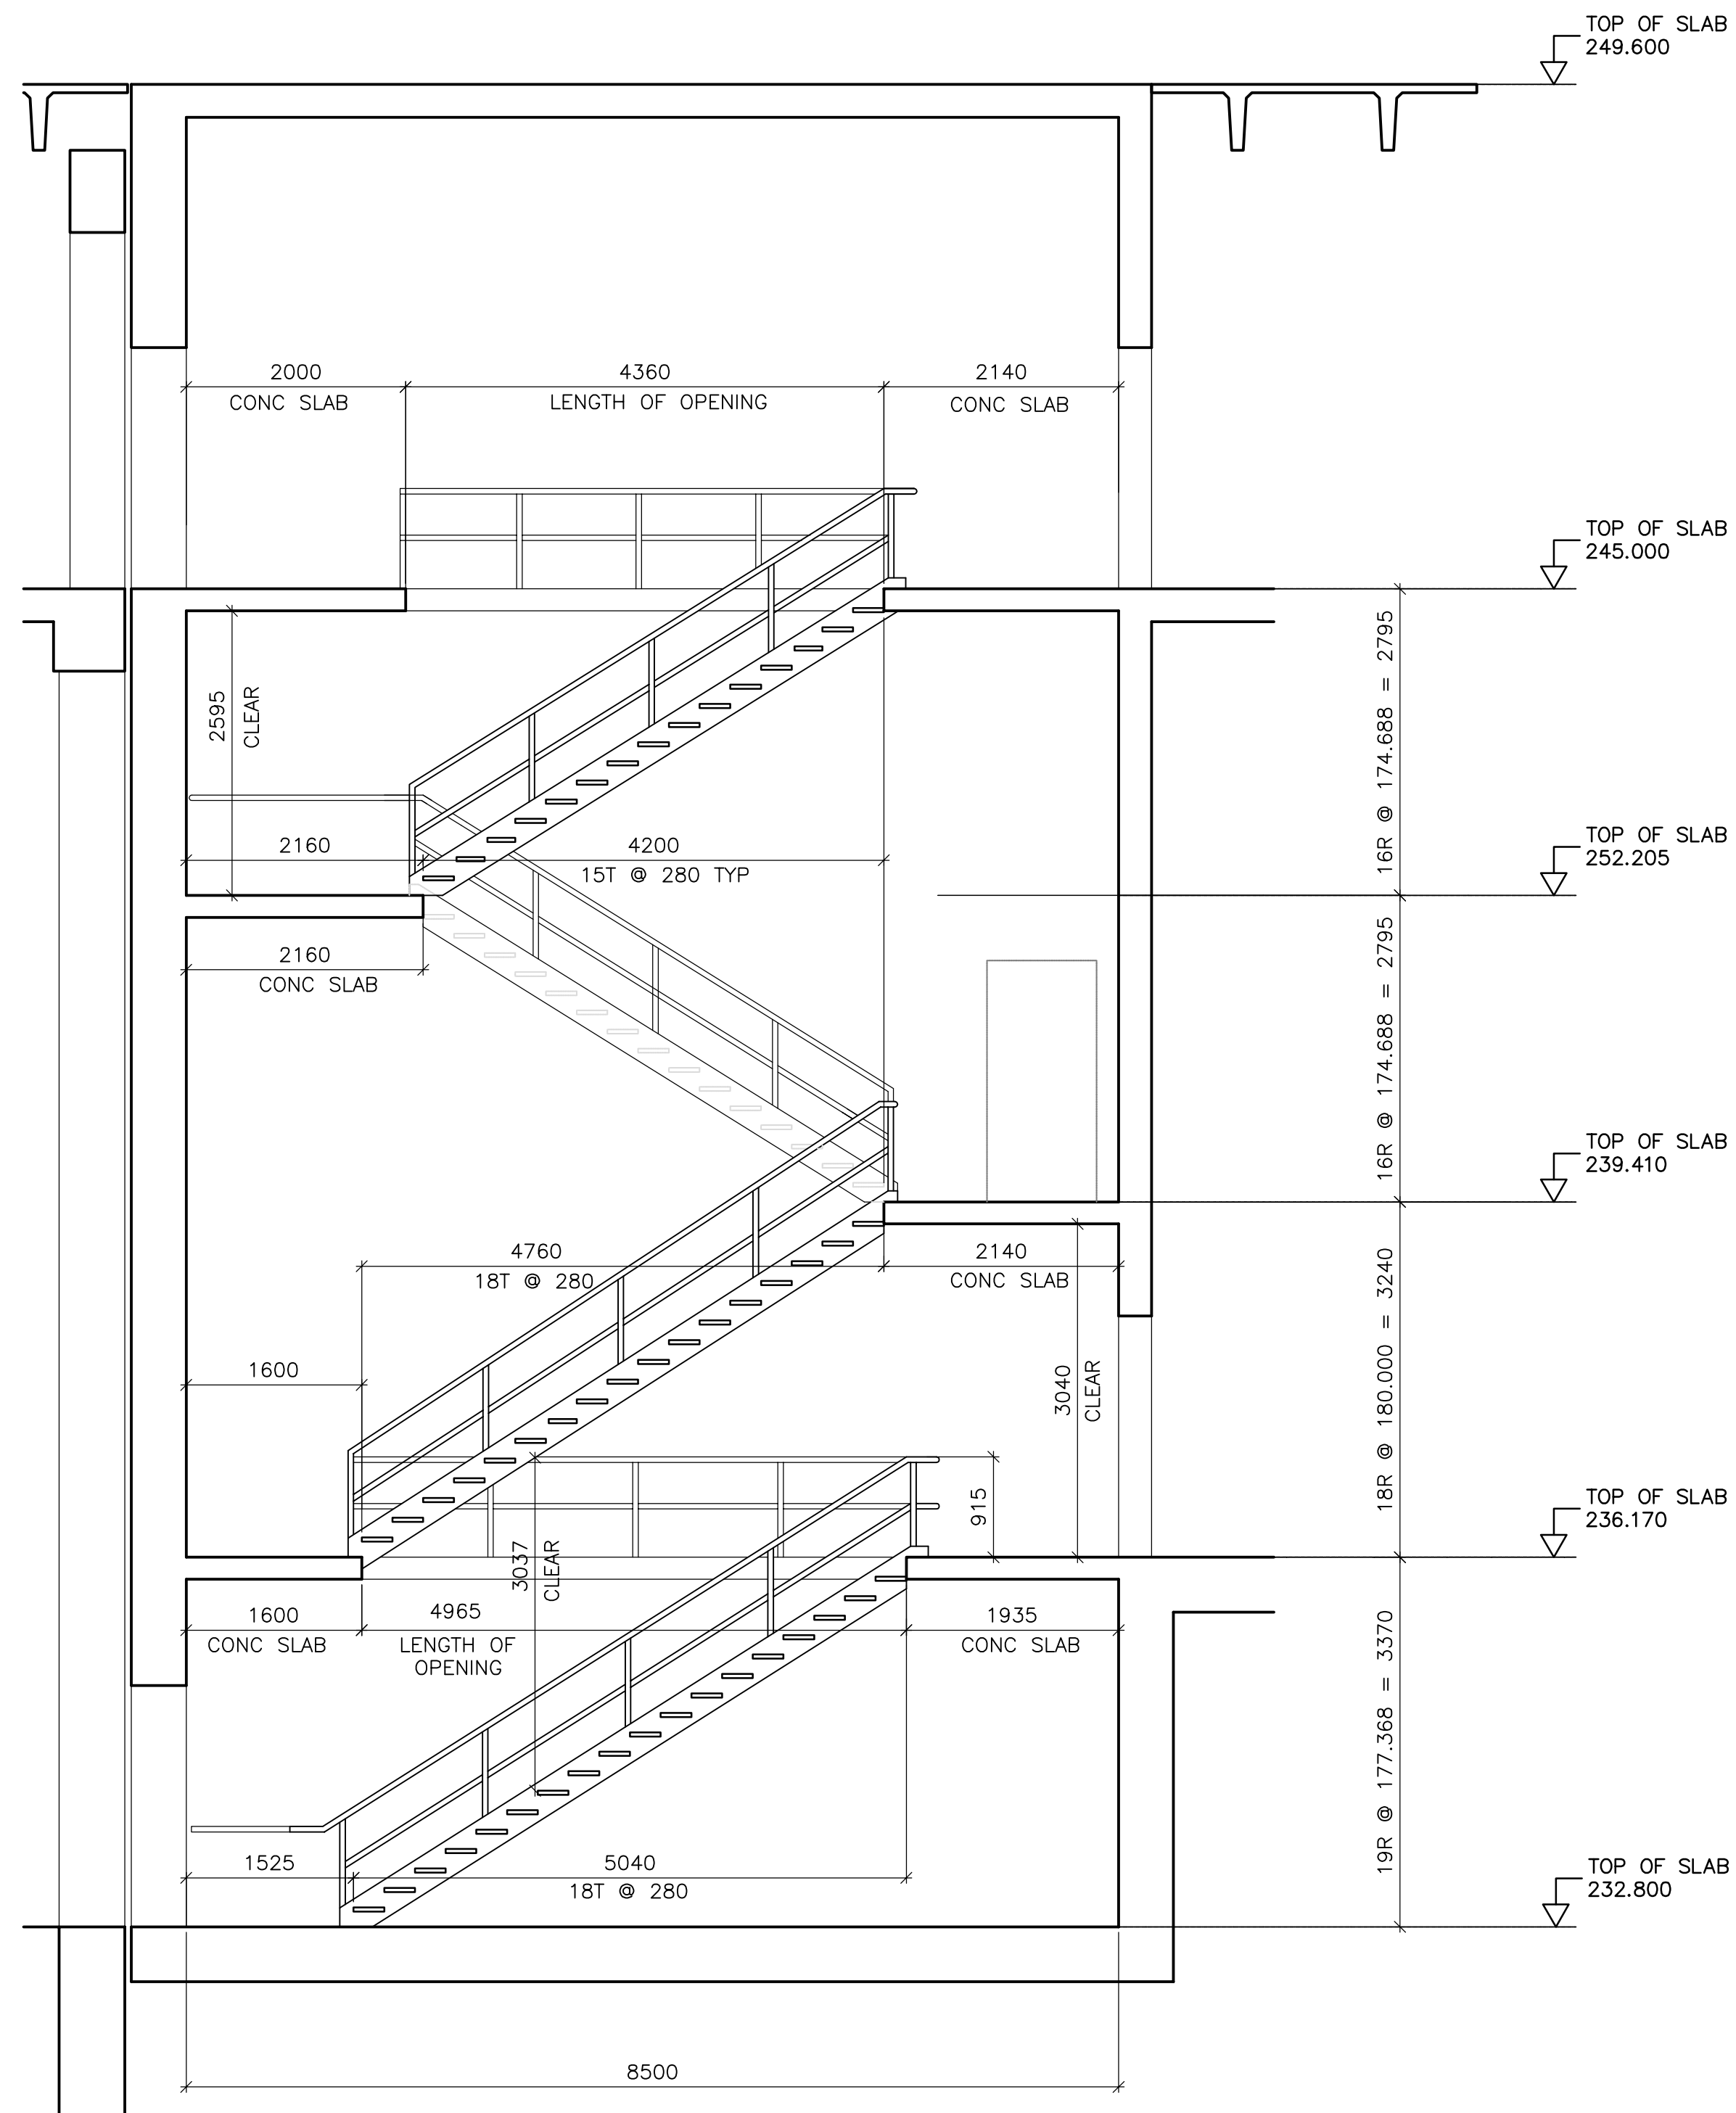 TOP OF SLAB
249.600
2000
CONC SLAB
4360
LENGTH OF OPENING
2140
CONC SLAB
TOP OF SLAB
245.000
2595
CLEAR
16R @ 174.688 = 2795
2160
4200
15T @ 280 TYP
TOP OF SLAB
252.205
2160
CONC SLAB
16R @ 174.688 = 2795
TOP OF SLAB
239.410
4760
18T @ 280
2140
CONC SLAB
1600
3040
CLEAR
18R @ 180.000 = 3240
915
TOP OF SLAB
236.170
3037
CLEAR
1600
CONC SLAB
4965
LENGTH OF
OPENING
1935
CONC SLAB
19R @ 177.368 = 3370
1525
5040
18T @ 280
TOP OF SLAB
232.800
8500